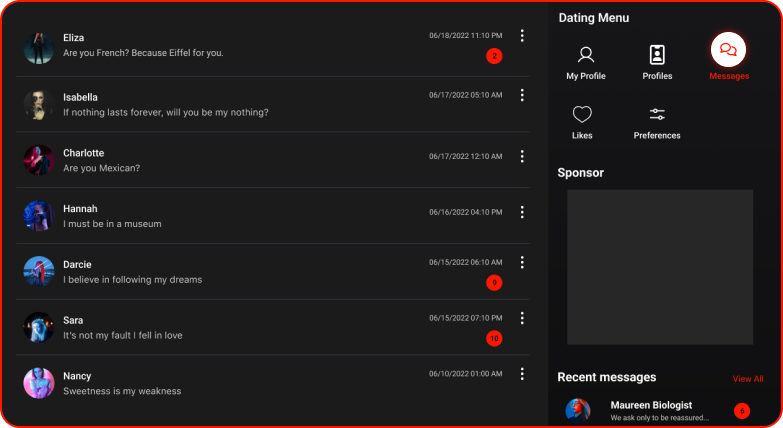 Eliza
06/18/2022 11:10 PM
Are you French? Because Eiffel for you.
2
Isabella
06/17/2022 05:10 AM
If nothing lasts forever, will you be my nothing?
Charlotte
06/17/2022 12:10 AM
Are you Mexican?
Hannah
06/16/2022 04:10 PM
I must be in a museum
Darcie
06/15/2022 06:10 AM
I believe in following my dreams
9
Sara
06/15/2022 07:10 PM
It's not my fault I fell in love
10
Nancy
06/10/2022 01:00 AM
Sweetness is my weakness
Dating Menu
My Profile
Profiles
Messages
Likes
Preferences
Sponsor
Recent messages
View All
Maureen Biologist
We ask only to be reassured...
6